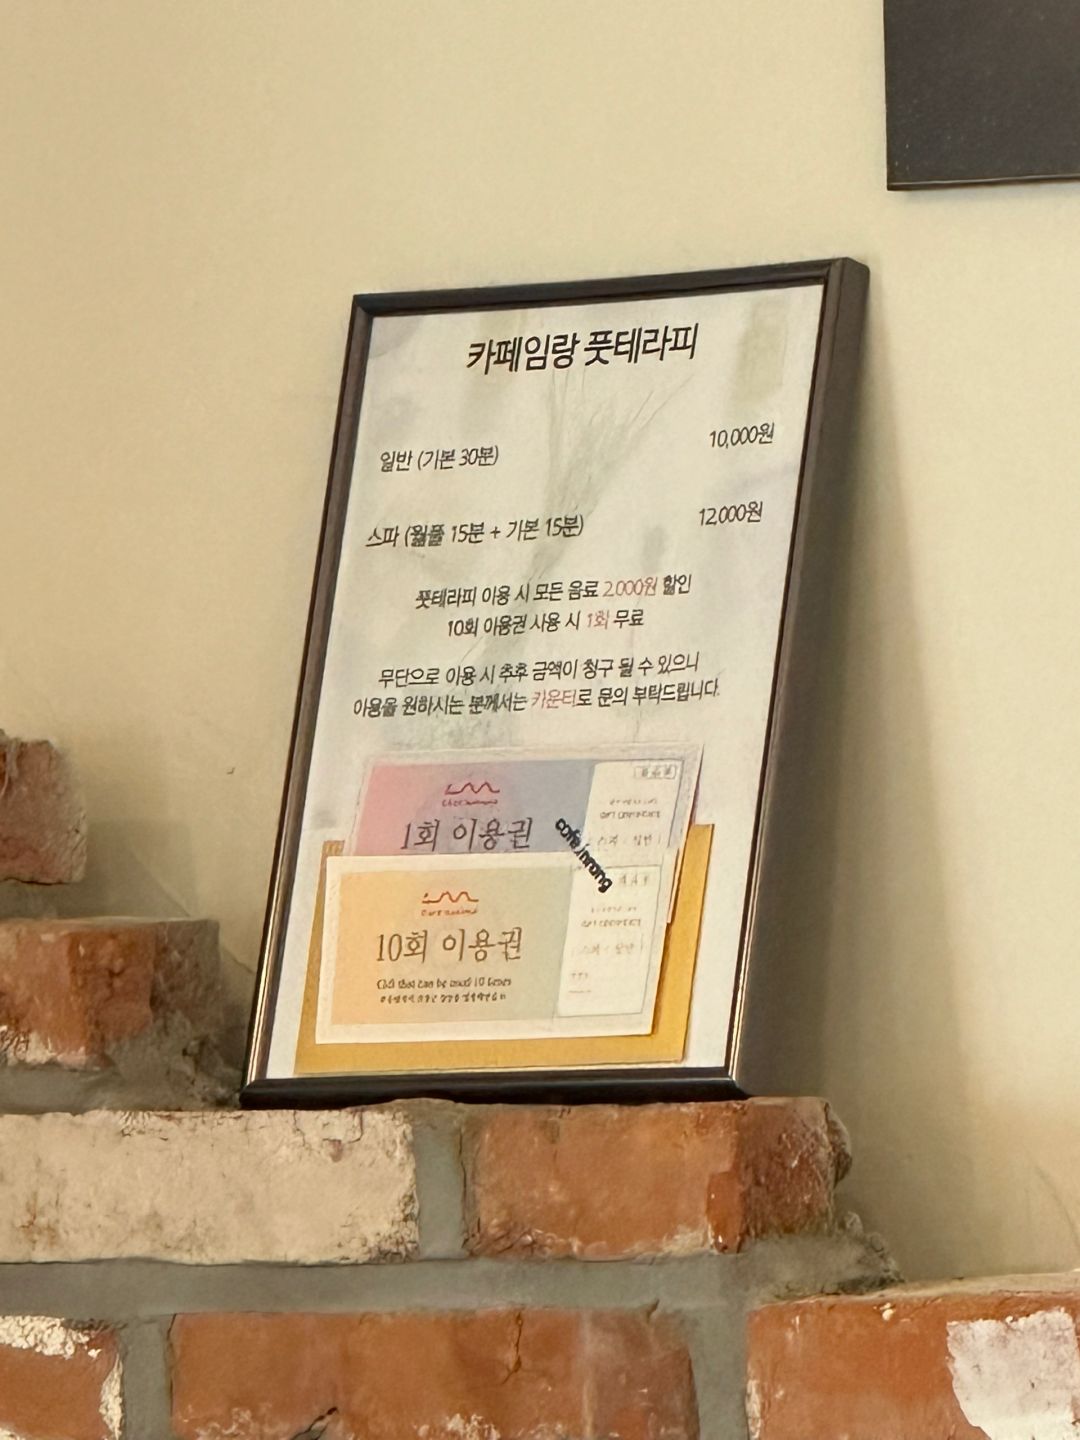 카페임랑 풋테라피
일반 (기본 30분) 10,000원
스파 (월풀 15분 + 기본 15분) 12,000원
풋테라피 이용 시 모든 음료 2,000원 할인
10회 이용권 사용 시 1회 무료
무단으로 이용 시 추후 금액이 청구 될 수 있으니
이용을 원하시는 분께서는 카운터로 문의 부탁드립니다.
1회 이용권
cafe.imrang
10회 이용권